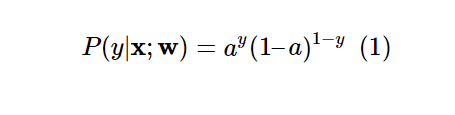 P(y|x; w) = a^y (1−a)^{1−y} (1)